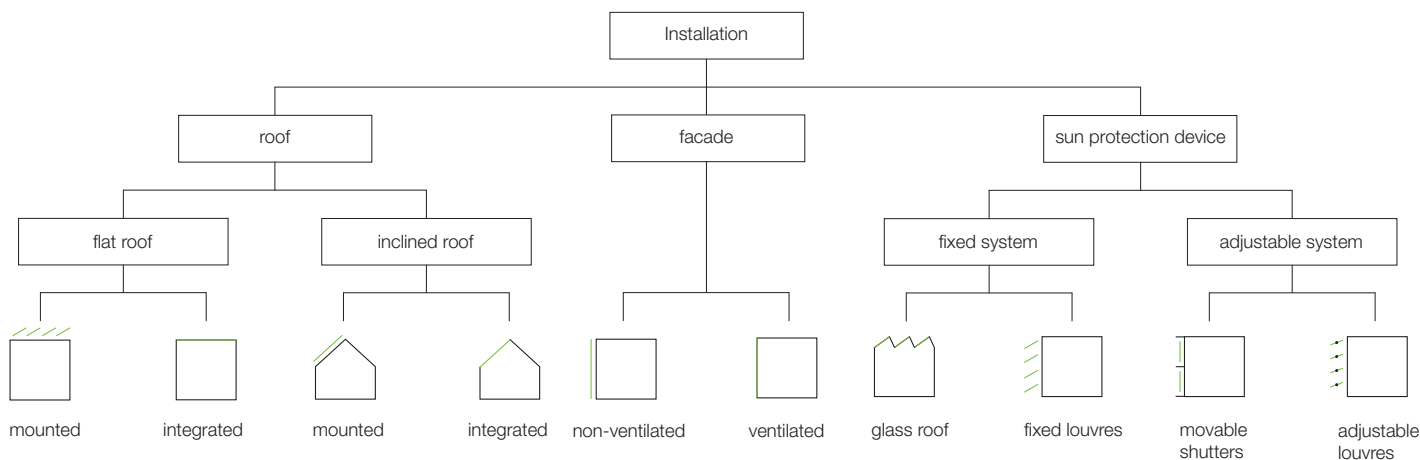 Installation
roof
facade
sun protection device
flat roof
inclined roof
fixed system
adjustable system
mounted
integrated
mounted
integrated
non-ventilated
ventilated
glass roof
fixed louvres
movable
shutters
adjustable
louvres